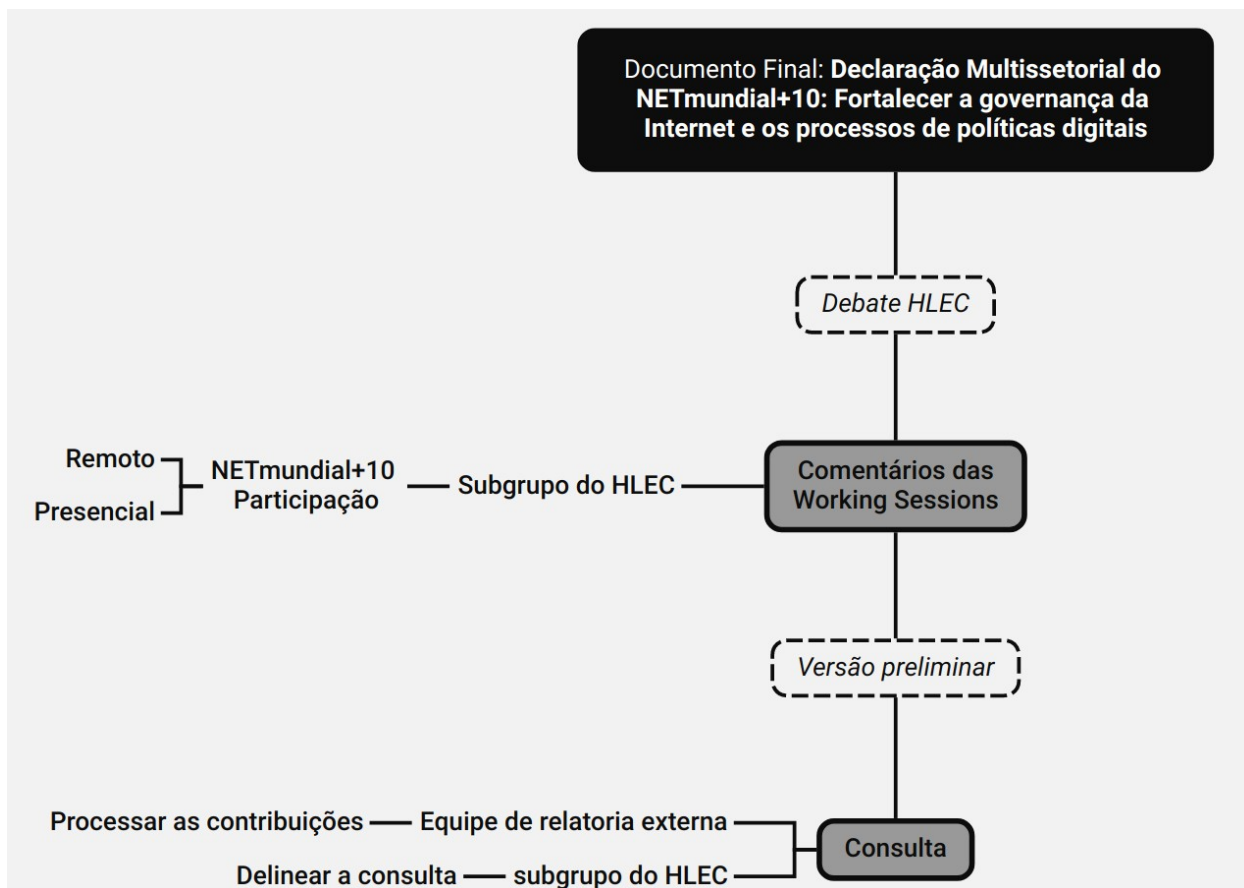 Documento Final: Declaração Multissetorial do
NETmundial+10: Fortalecer a governança da
Internet e os processos de políticas digitais
Debate HLEC
Remoto
Presencial
NETmundial+10
Participação
Subgrupo do HLEC
Comentários das
Working Sessions
Versão preliminar
Processar as contribuições
Equipe de relatoria externa
Delinear a consulta
subgrupo do HLEC
Consulta